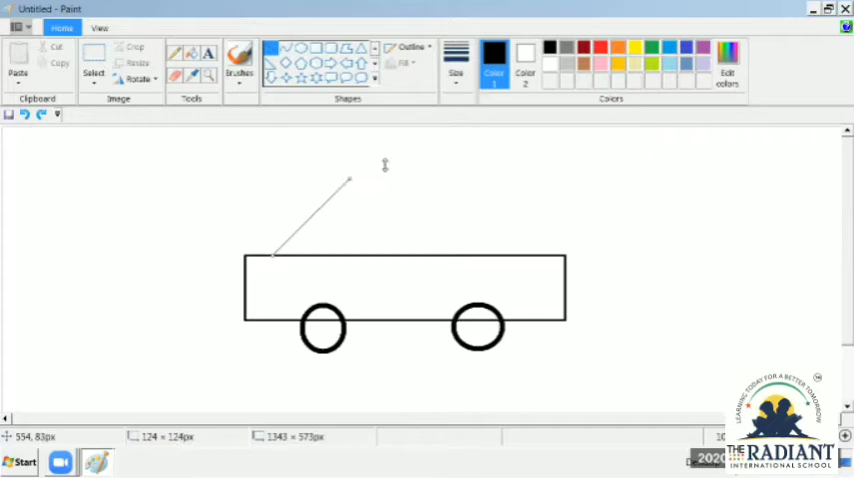 Untitled - Paint
Home
View
Paste
Cut
Copy
Clipboard
Select
Crop
Resize
Rotate
Image
A
Tools
Brushes
Shapes
Outline
Fill
Size
Color 1
Color 2
Edit colors
Colors
554, 83px
124 × 124px
1343 × 573px
Start
2020
LEARNING TODAY FOR A BETTER TOMORROW
THE RADIANT
INTERNATIONAL SCHOOL